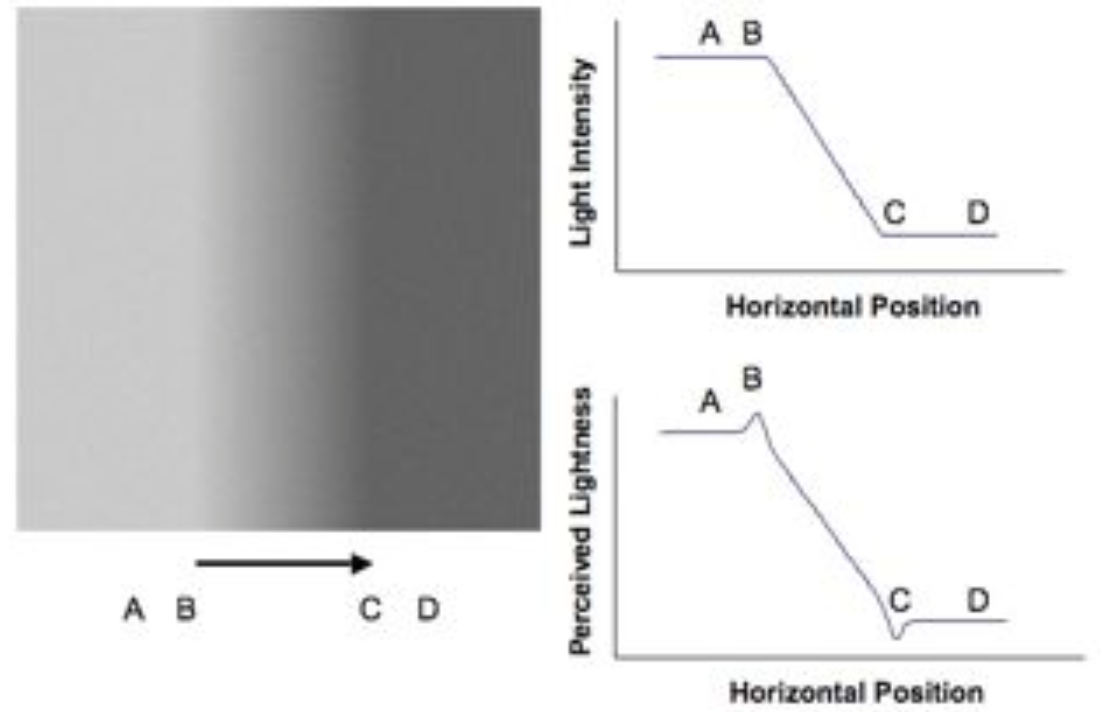 A B
C D
Light Intensity
A B
C D
Horizontal Position
Perceived Lightness
A
B
C D
Horizontal Position